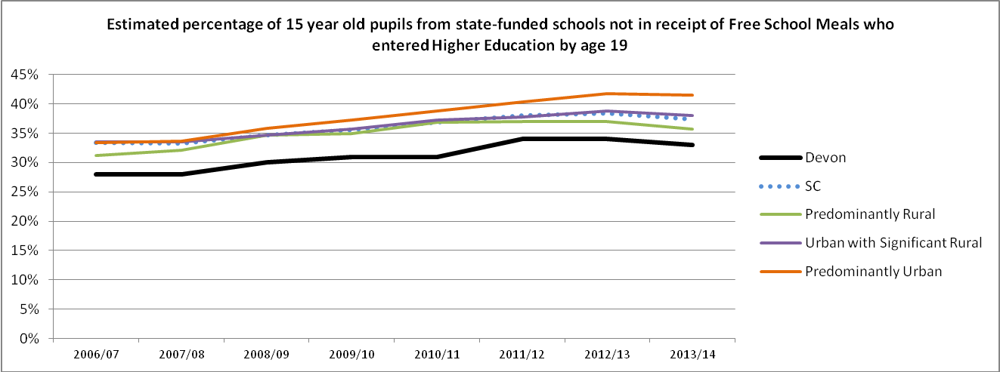 Estimated percentage of 15 year old pupils from state-funded schools not in receipt of Free School Meals who
entered Higher Education by age 19
45%
40%
35%
30%
25%
20%
15%
10%
5%
0%
2006/07 2007/08 2008/09 2009/10 2010/11 2011/12 2012/13 2013/14
Devon
SC
Predominantly Rural
Urban with Significant Rural
Predominantly Urban